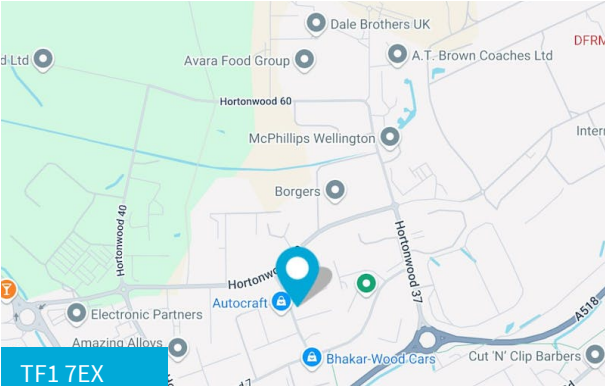 Dale Brothers UK
DFRM
d Ltd
Avara Food Group
A.T. Brown Coaches Ltd
Hortonwood 60
Inter
McPhillips Wellington
Borgers
Hortonwood 40
Hortonwood 37
Hortonwo
Autocraft
Electronic Partners
A518
Amazing Alloys
Bhakar-Wood Cars
Cut 'N' Clip Barbers
TF1 7EX